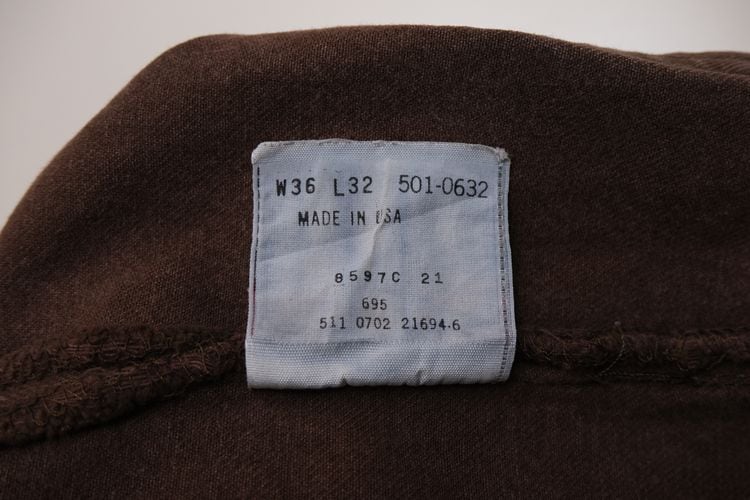 W36 L32 501-0632
MADE IN USA
8597C 21
695
511 0702 21694-6